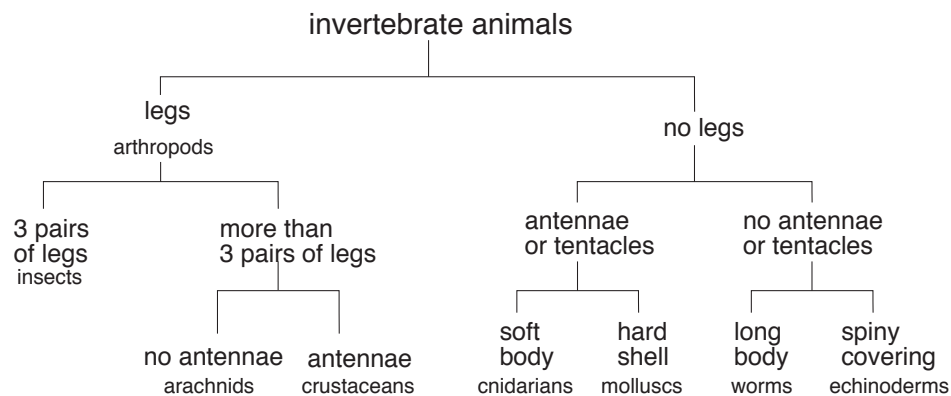 invertebrate animals
legs
arthropods
no legs
3 pairs
of legs
insects
more than
3 pairs of legs
antennae
or tentacles
no antennae
or tentacles
no antennae
arachnids
antennae
crustaceans
soft
body
cnidarians
hard
shell
molluscs
long
body
worms
spiny
covering
echinoderms